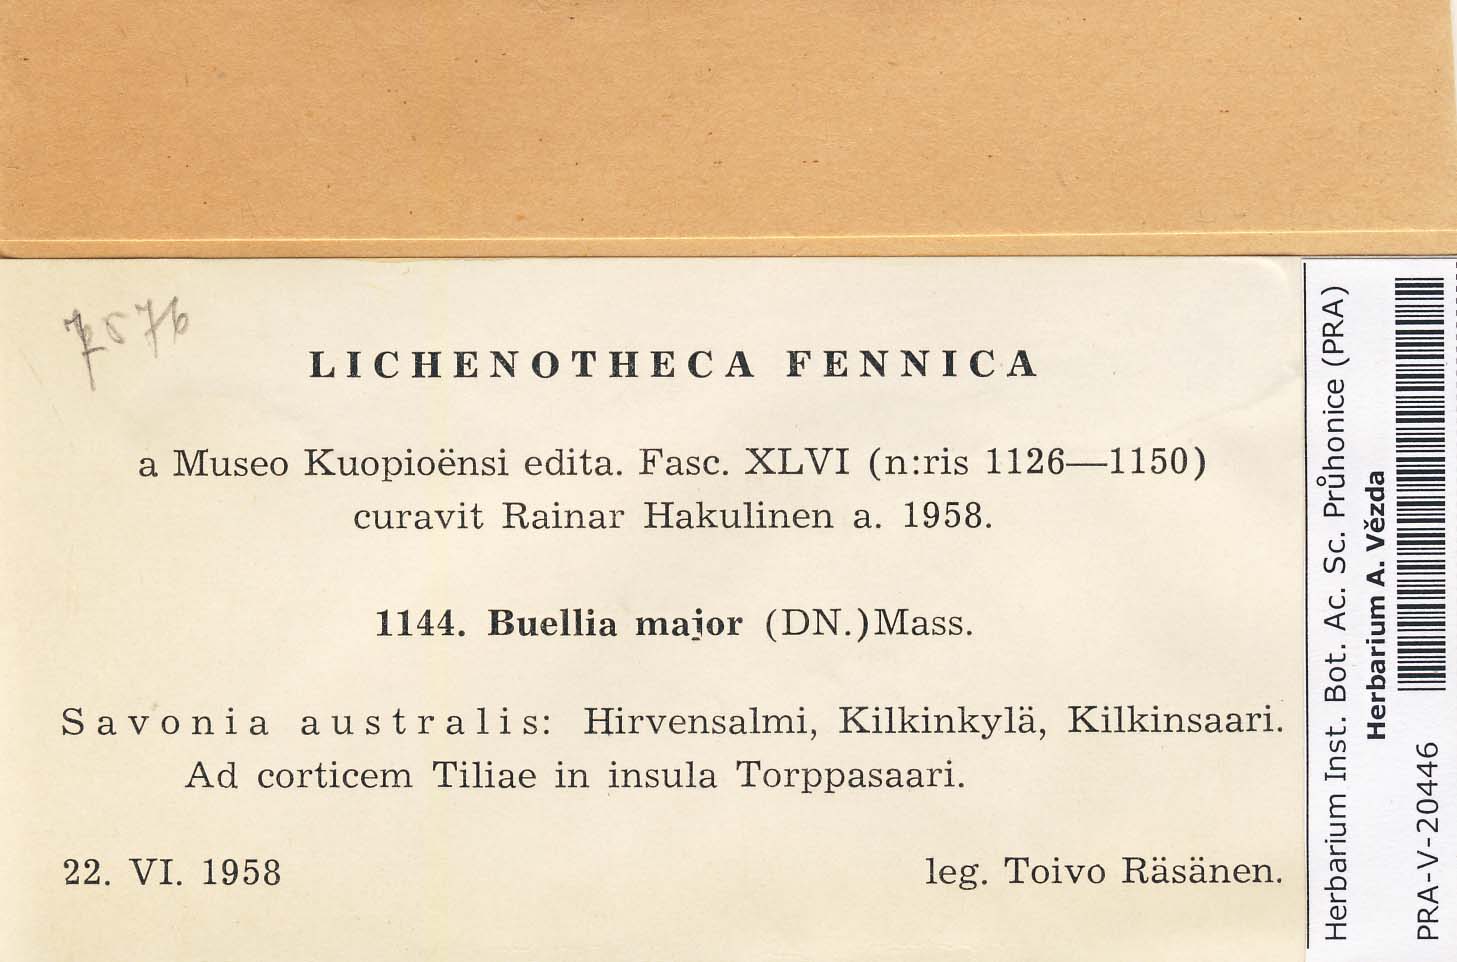 7576
LICHENOTHECA FENNICA
a Museo Kuopioënsi edita. Fasc. XLVI (n:ris 1126—1150)
curavit Rainar Hakulinen a. 1958.
1144. Buellia major (DN.)Mass.
Savonia australis: Hirvensalmi, Kilkinkylä, Kilkinsaari.
Ad corticem Tiliae in insula Torppasaari.
22. VI. 1958 leg. Toivo Räsänen.
Herbarium Inst. Bot. Ac. Sc. Průhonice (PRA)
Herbarium A. Vězda
PRA-V-20446